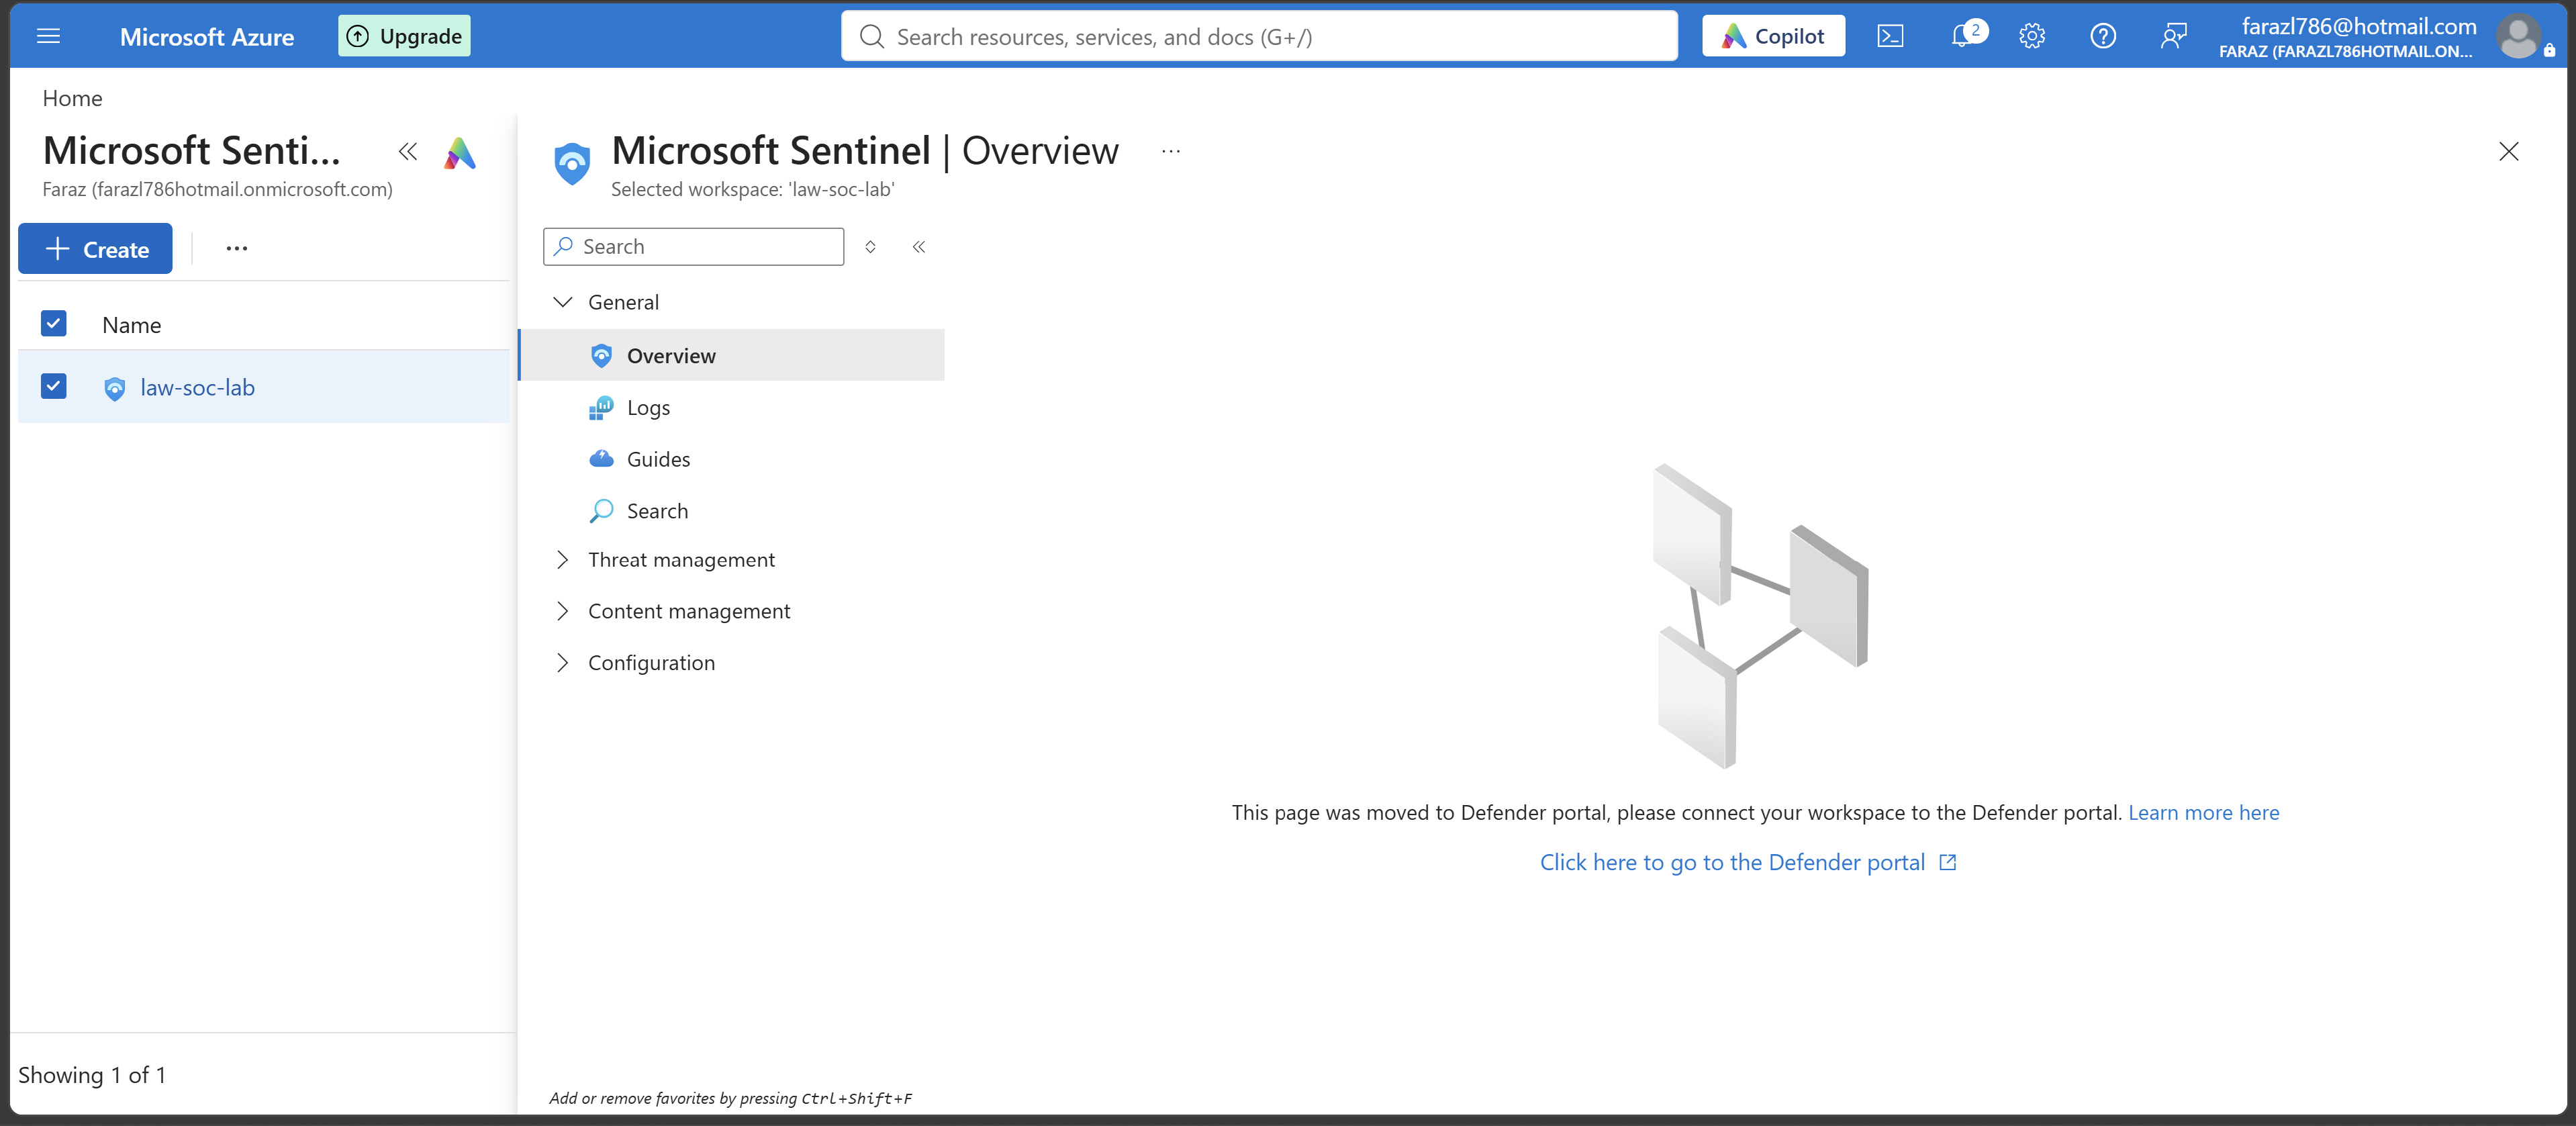 Microsoft Azure
Upgrade
Search resources, services, and docs (G+/)
Copilot
2
farazl786@hotmail.com
FARAZ (FARAZL786HOTMAIL.ON...
Home
Microsoft Senti...
Faraz (farazl786hotmail.onmicrosoft.com)
Create
...
Name
law-soc-lab
Showing 1 of 1
Microsoft Sentinel | Overview
...
Selected workspace: 'law-soc-lab'
Search
General
Overview
Logs
Guides
Search
Threat management
Content management
Configuration
Add or remove favorites by pressing Ctrl+Shift+F
This page was moved to Defender portal, please connect your workspace to the Defender portal. Learn more here
Click here to go to the Defender portal